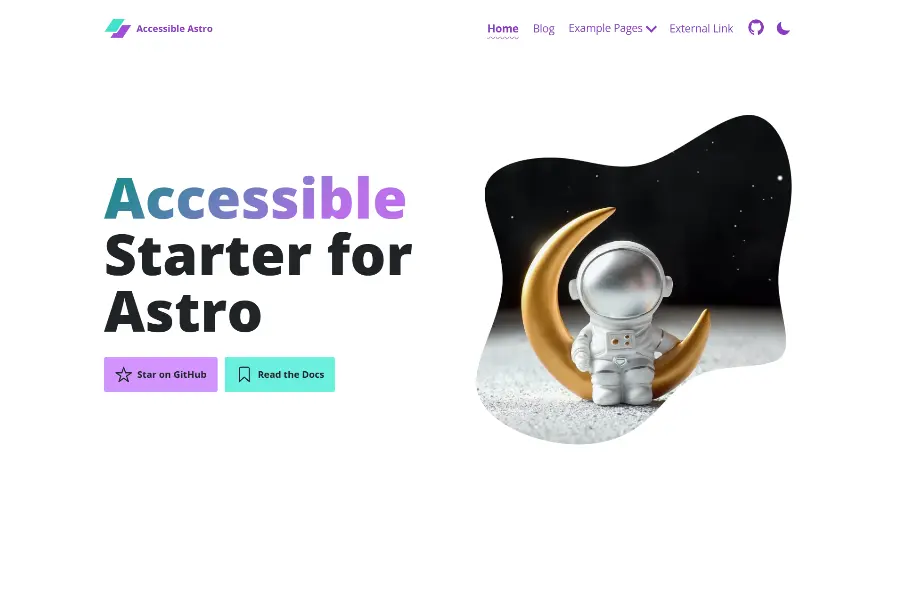 Accessible Astro
Home Blog Example Pages External Link
Accessible
Starter for
Astro
Star on GitHub Read the Docs